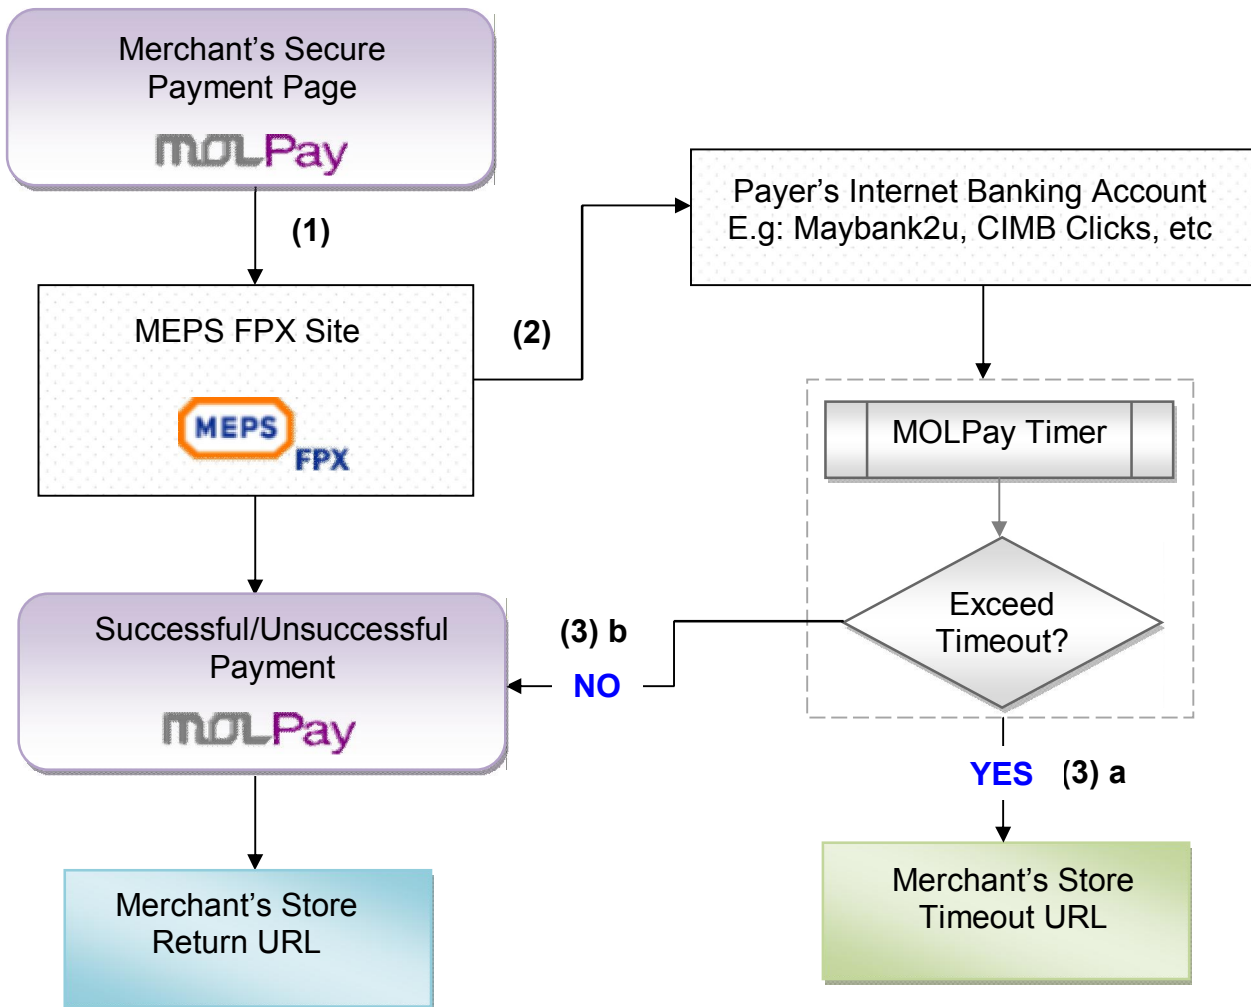 Merchant’s Secure
Payment Page
MOLPay
(1)
MEPS FPX Site
MEPS
FPX
(2)
Payer’s Internet Banking Account
E.g: Maybank2u, CIMB Clicks, etc
MOLPay Timer
Exceed
Timeout?
(3) b
NO
YES
(3) a
Successful/Unsuccessful
Payment
MOLPay
Merchant’s Store
Return URL
Merchant’s Store
Timeout URL